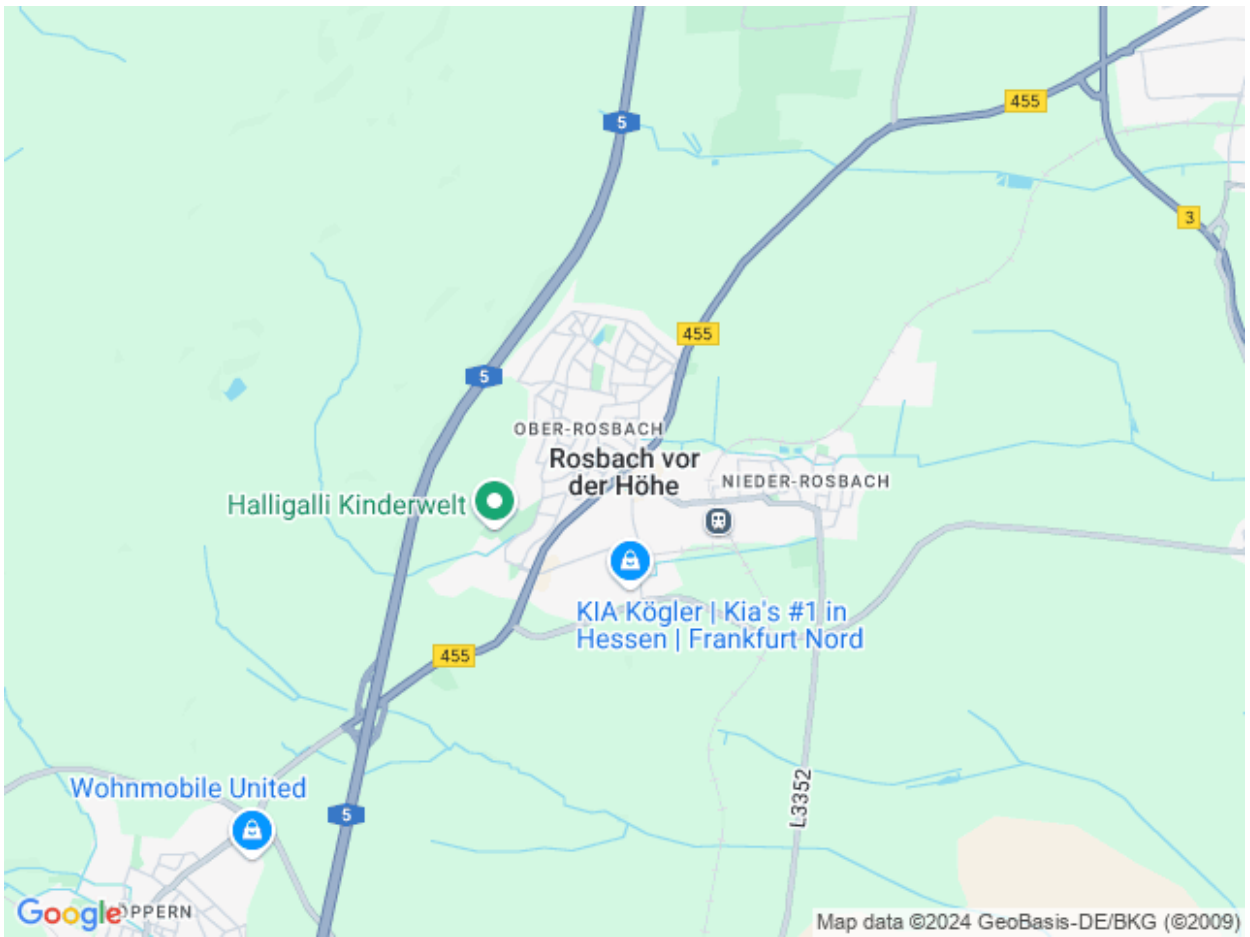 5
455
3
455
5
OBER-ROSBACH
Rosbach vor
der Höhe
NIEDER-ROSBACH
Halligalli Kinderwelt
KIA Kögler | Kia's #1 in
Hessen | Frankfurt Nord
455
Wohnmobile United
5
L3352
Google
ÖPPERN
Map data ©2024 GeoBasis-DE/BKG (©2009)